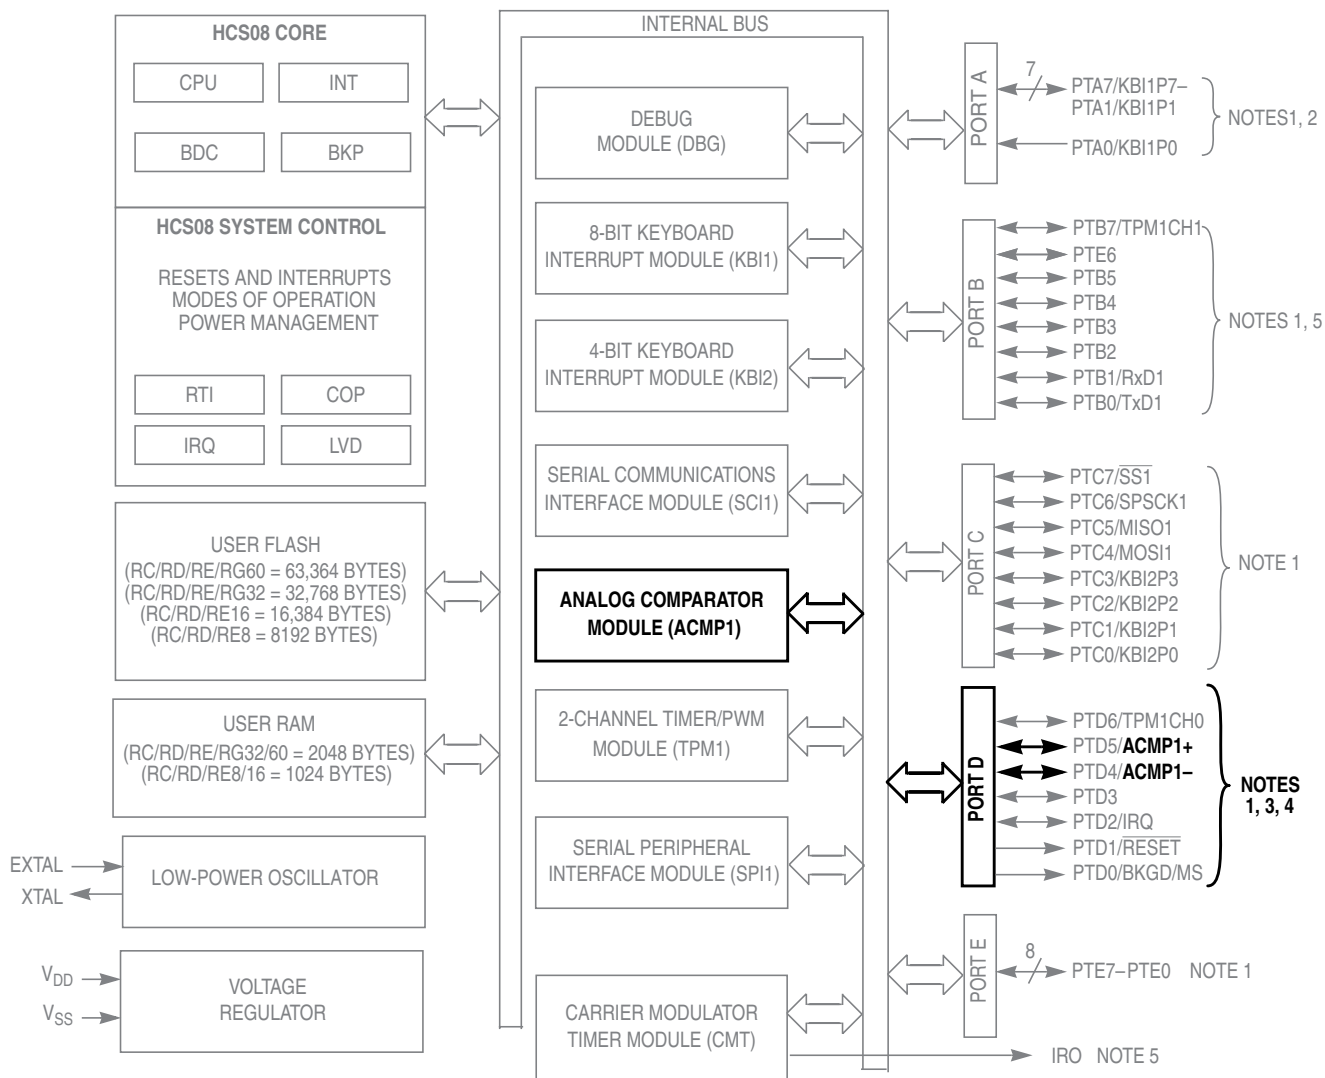 HCS08 CORE
CPU
INT
BDC
BKP
HCS08 SYSTEM CONTROL
RESETS AND INTERRUPTS
MODES OF OPERATION
POWER MANAGEMENT
RTI
COP
IRQ
LVD
USER FLASH
(RC/RD/RE/RG60 = 63,364 BYTES)
(RC/RD/RE/RG32 = 32,768 BYTES)
(RC/RD/RE16 = 16,384 BYTES)
(RC/RD/RE8 = 8192 BYTES)
USER RAM
(RC/RD/RE/RG32/60 = 2048 BYTES)
(RC/RD/RE8/16 = 1024 BYTES)
EXTAL
XTAL
LOW-POWER OSCILLATOR
VDD
VSS
VOLTAGE
REGULATOR
INTERNAL BUS
DEBUG
MODULE (DBG)
8-BIT KEYBOARD
INTERRUPT MODULE (KBI1)
4-BIT KEYBOARD
INTERRUPT MODULE (KBI2)
SERIAL COMMUNICATIONS
INTERFACE MODULE (SCI1)
ANALOG COMPARATOR
MODULE (ACMP1)
2-CHANNEL TIMER/PWM
MODULE (TPM1)
SERIAL PERIPHERAL
INTERFACE MODULE (SPI1)
CARRIER MODULATOR
TIMER MODULE (CMT)
PORT A
7
PTA7/KBI1P7–
PTA1/KBI1P1
PTA0/KBI1P0
NOTES1, 2
PORT B
PTB7/TPM1CH1
PTE6
PTB5
PTB4
PTB3
PTB2
PTB1/RxD1
PTB0/TxD1
NOTES 1, 5
PORT C
PTC7/SS1
PTC6/SPSCK1
PTC5/MISO1
PTC4/MOSI1
PTC3/KBI2P3
PTC2/KBI2P2
PTC1/KBI2P1
PTC0/KBI2P0
NOTE 1
PORT D
PTD6/TPM1CH0
PTD5/ACMP1+
PTD4/ACMP1–
PTD3
PTD2/IRQ
PTD1/RESET
PTD0/BKGD/MS
NOTES
1, 3, 4
PORT E
8
PTE7–PTE0 NOTE 1
IRO NOTE 5